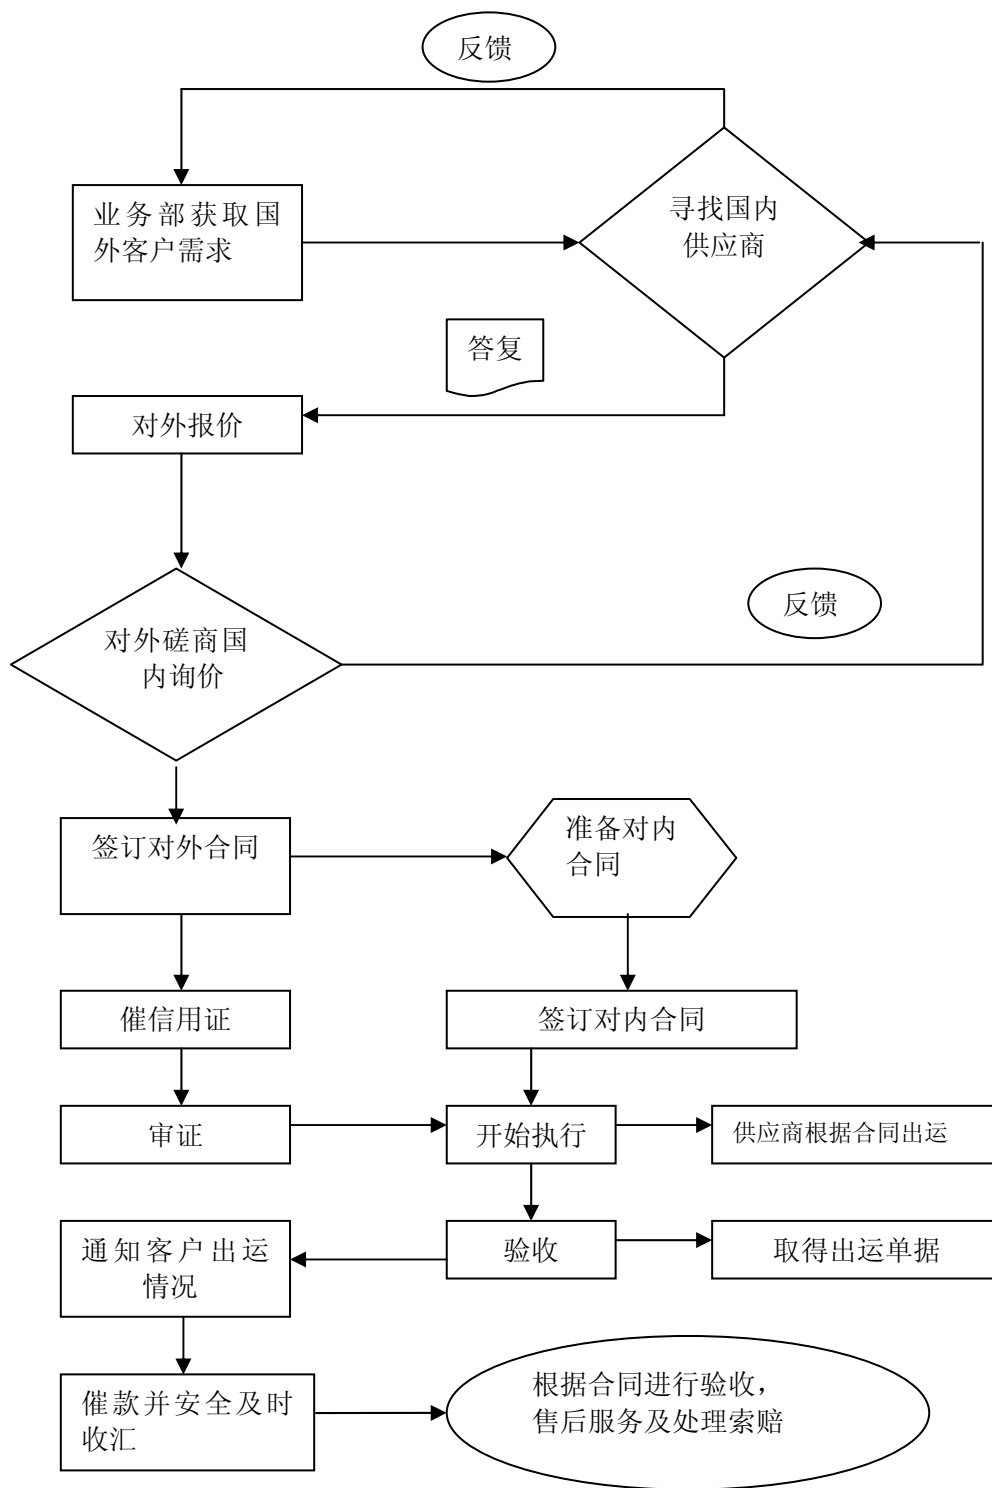 反馈
业务部获取国
外客户需求
寻找国内
供应商
答复
对外报价
反馈
对外磋商国
内询价
签订对外合同
准备对内
合同
催信用证
签订对内合同
审证
开始执行
供应商根据合同出运
通知客户出运
情况
验收
取得出运单据
催款并安全及时
收汇
根据合同进行验收，
售后服务及处理索赔